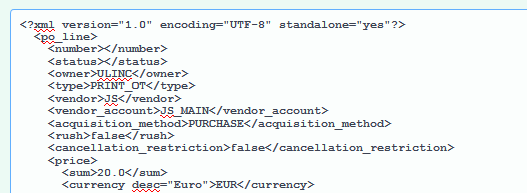 <?xml version="1.0" encoding="UTF-8" standalone="yes"?>
<po_line>
<number></number>
<status></status>
<owner>ULINC</owner>
<type>PRINT_OT</type>
<vendor>JS</vendor>
<vendor_account>JS_MAIN</vendor_account>
<acquisition_method>PURCHASE</acquisition_method>
<rush>false</rush>
<cancellation_restriction>false</cancellation_restriction>
<price>
<sum>20.0</sum>
<currency desc="Euro">EUR</currency>